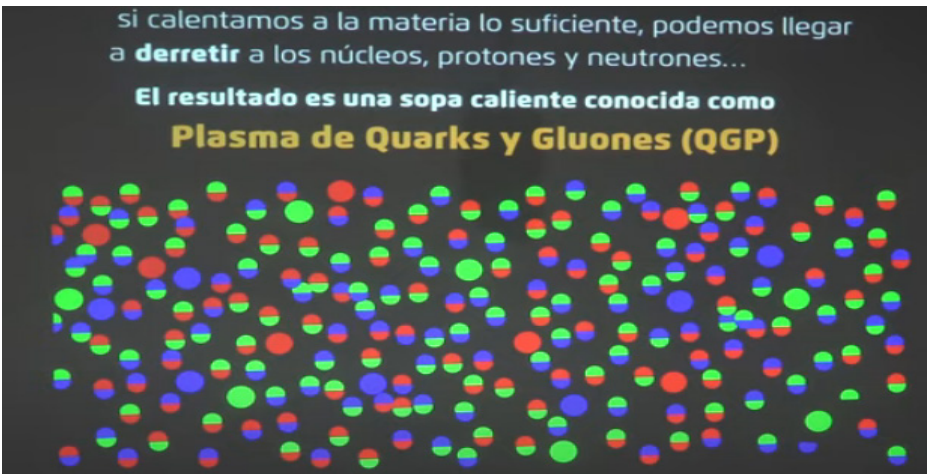 si calentamos a la materia lo suficiente, podemos llegar
a derretir a los núcleos, protones y neutrones...
El resultado es una sopa caliente conocida como
Plasma de Quarks y Gluones (QGP)